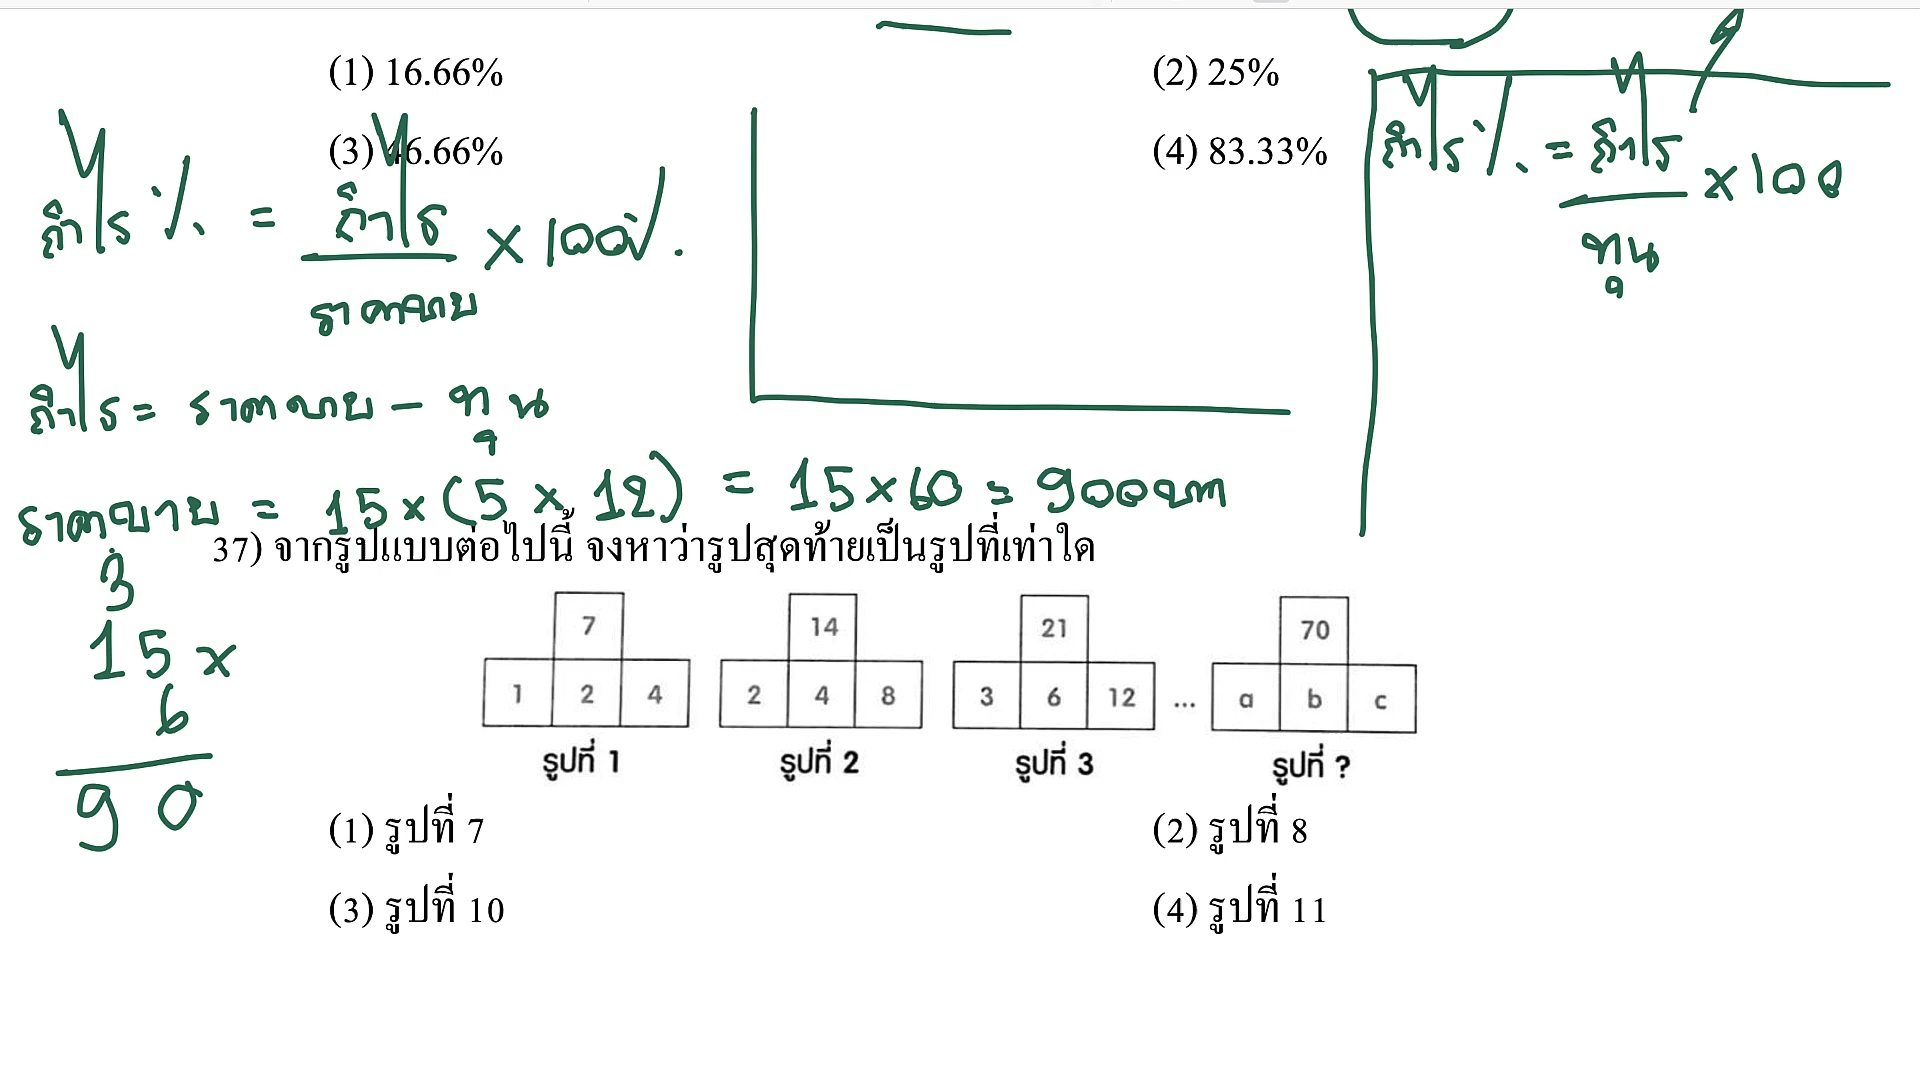 (1) 16.66% (2) 25%
(3) 46.66% (4) 83.33%
กำไร % = กำไร / ราคาขาย × 100%.
กำไร % = กำไร / ทุน × 100
กำไร = ราคาขาย - ทุน
ราคาขาย = 15 × (5 × 12) = 15 × 60 = 900 บาท
37) จากรูปแบบต่อไปนี้ จงหาว่ารูปสุดท้ายเป็นรูปที่เท่าใด
3
15 ×
6
90
7 14 21 70
1 2 4 2 4 8 3 6 12 ... a b c
รูปที่ 1 รูปที่ 2 รูปที่ 3 รูปที่ ?
(1) รูปที่ 7 (2) รูปที่ 8
(3) รูปที่ 10 (4) รูปที่ 11